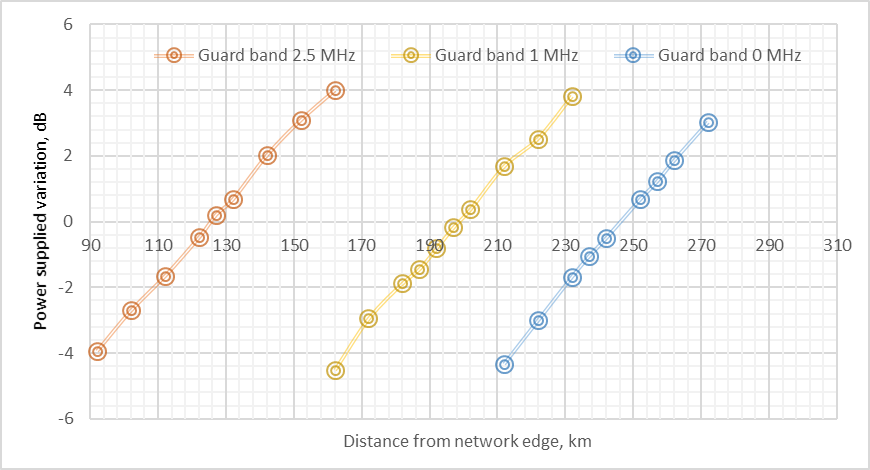 6
Guard band 2.5 MHz Guard band 1 MHz Guard band 0 MHz
4
2
0
90 110 130 150 170 190 210 230 250 270 290 310
-2
-4
-6
Power supplied variation, dB
Distance from network edge, km